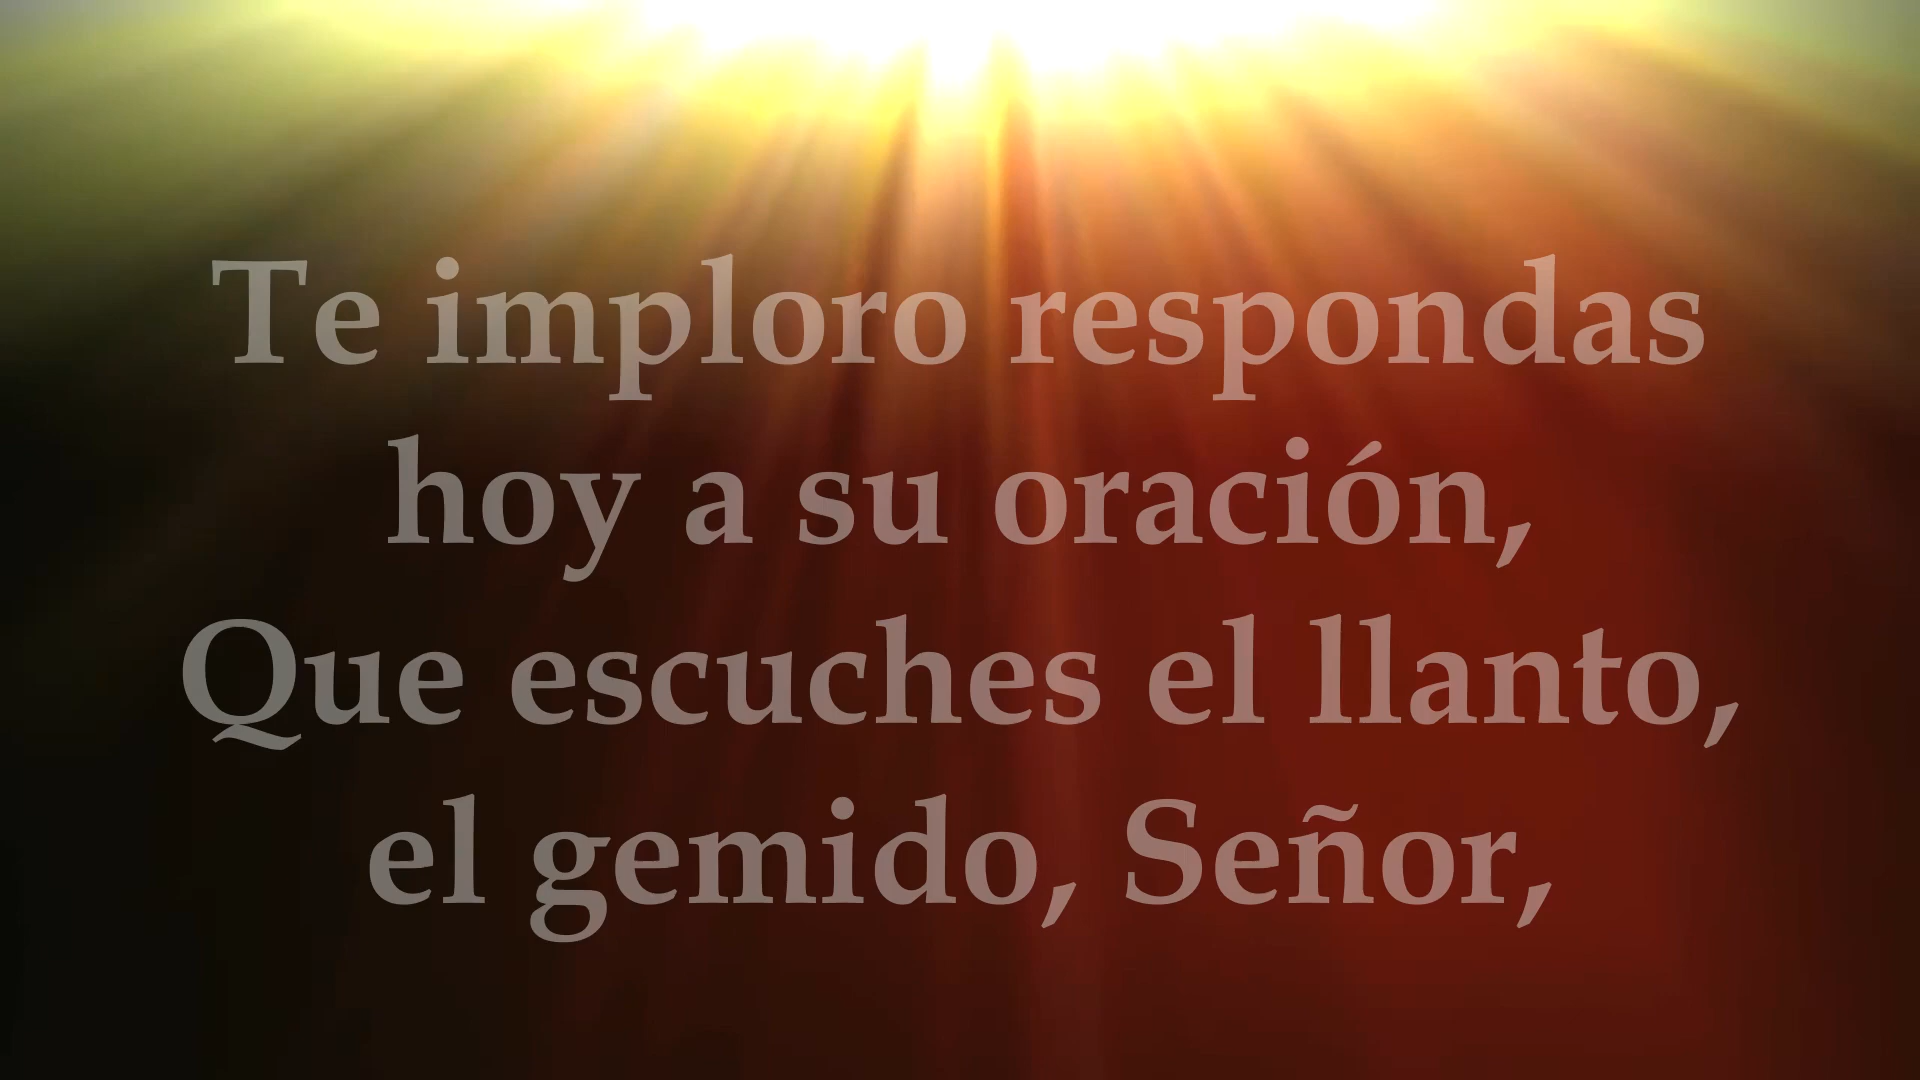 Te imploro respondas
hoy a su oración,
Que escuches el llanto,
el gemido, Señor,